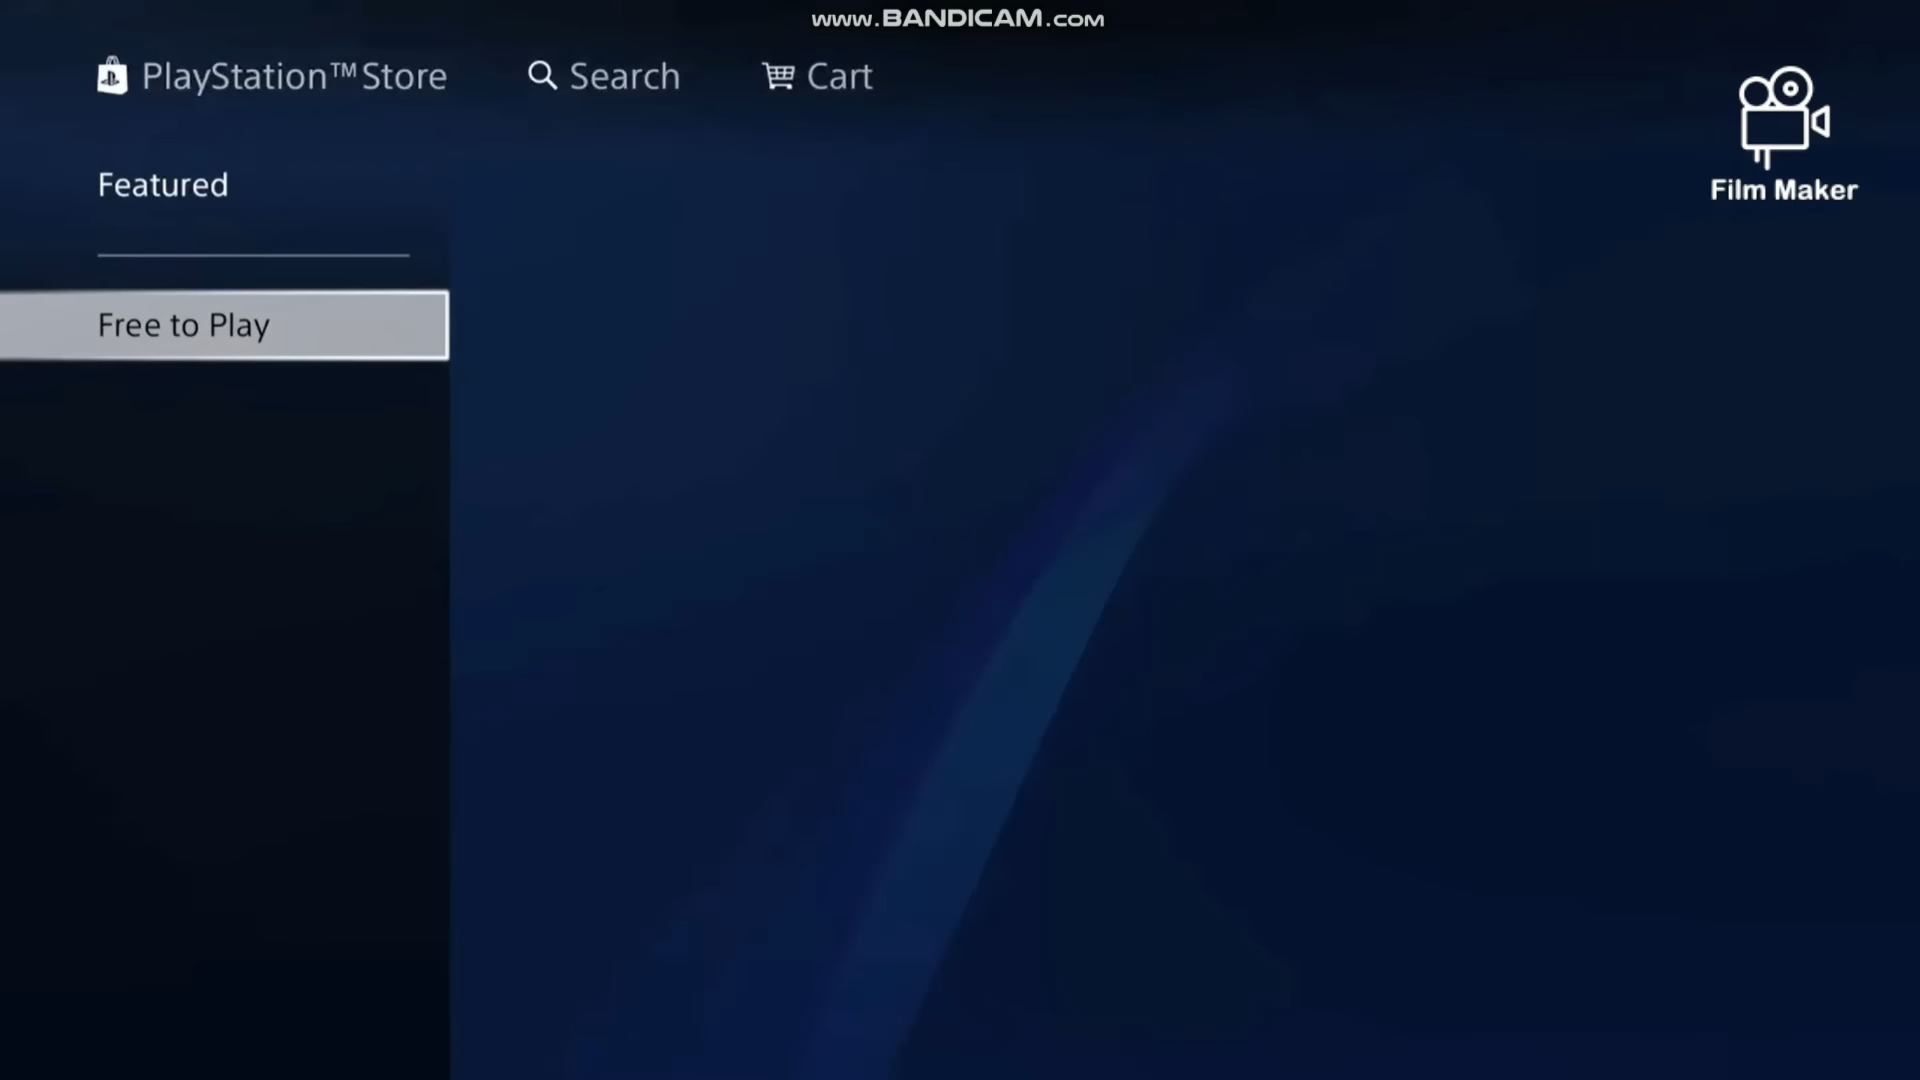 www.BANDICAM.com
PlayStation™Store
Search
Cart
Film Maker
Featured
Free to Play